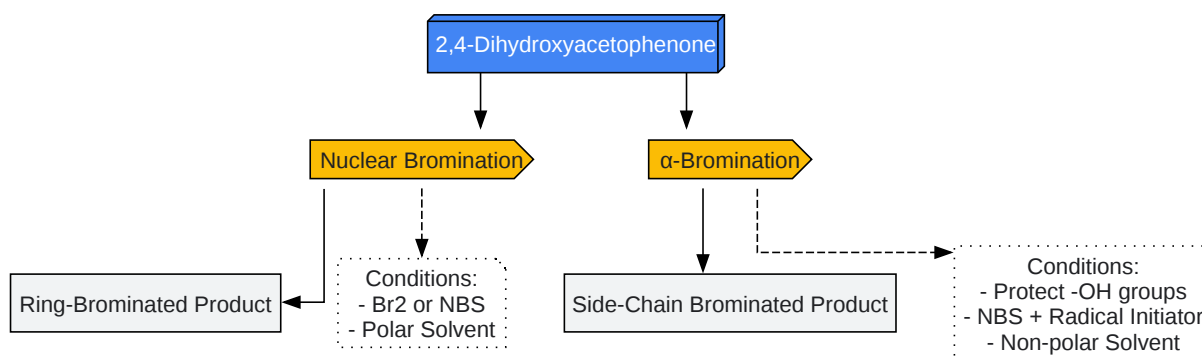 2,4-Dihydroxyacetophenone
Nuclear Bromination
α-Bromination
Ring-Brominated Product
Conditions:
- Br2 or NBS
- Polar Solvent
Side-Chain Brominated Product
Conditions:
- Protect -OH groups
- NBS + Radical Initiator
- Non-polar Solvent